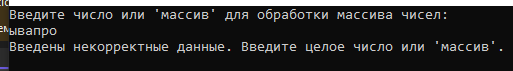 Введите число или 'массив' для обработки массива чисел:
ывапро
Введены некорректные данные. Введите целое число или 'массив'.